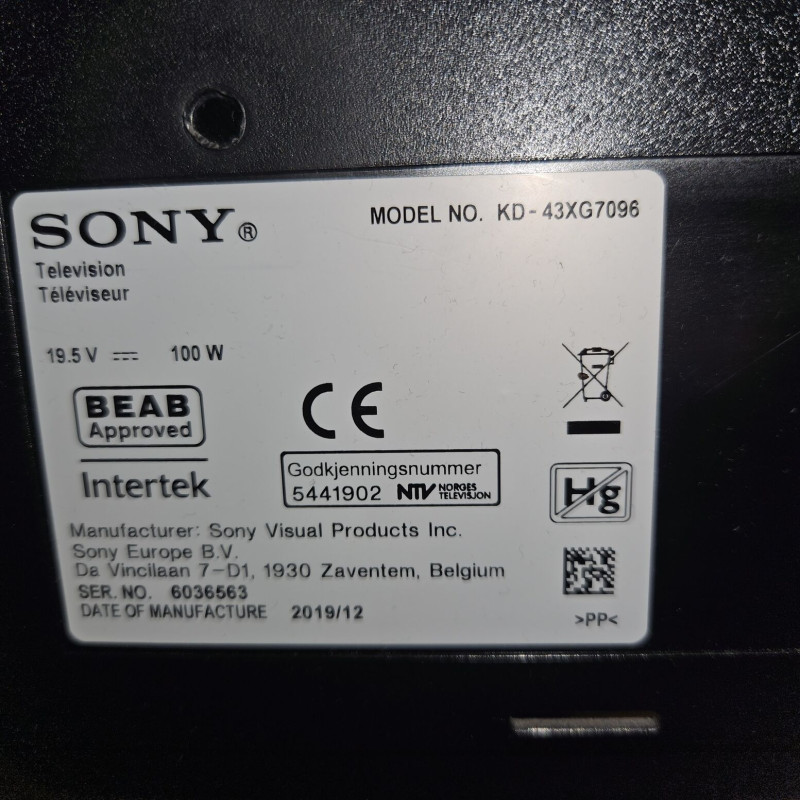 SONY®
MODEL NO. KD-43XG7096
Television
Téléviseur
19.5 V ⎓ 100 W
BEAB
Approved
Intertek
CE
Godkjenningsnummer
5441902 NTV NORGES
TELEVISJON
Hg
Manufacturer: Sony Visual Products Inc.
Sony Europe B.V.
Da Vincilaan 7-D1, 1930 Zaventem, Belgium
SER. NO. 6036563
DATE OF MANUFACTURE 2019/12
>PP<